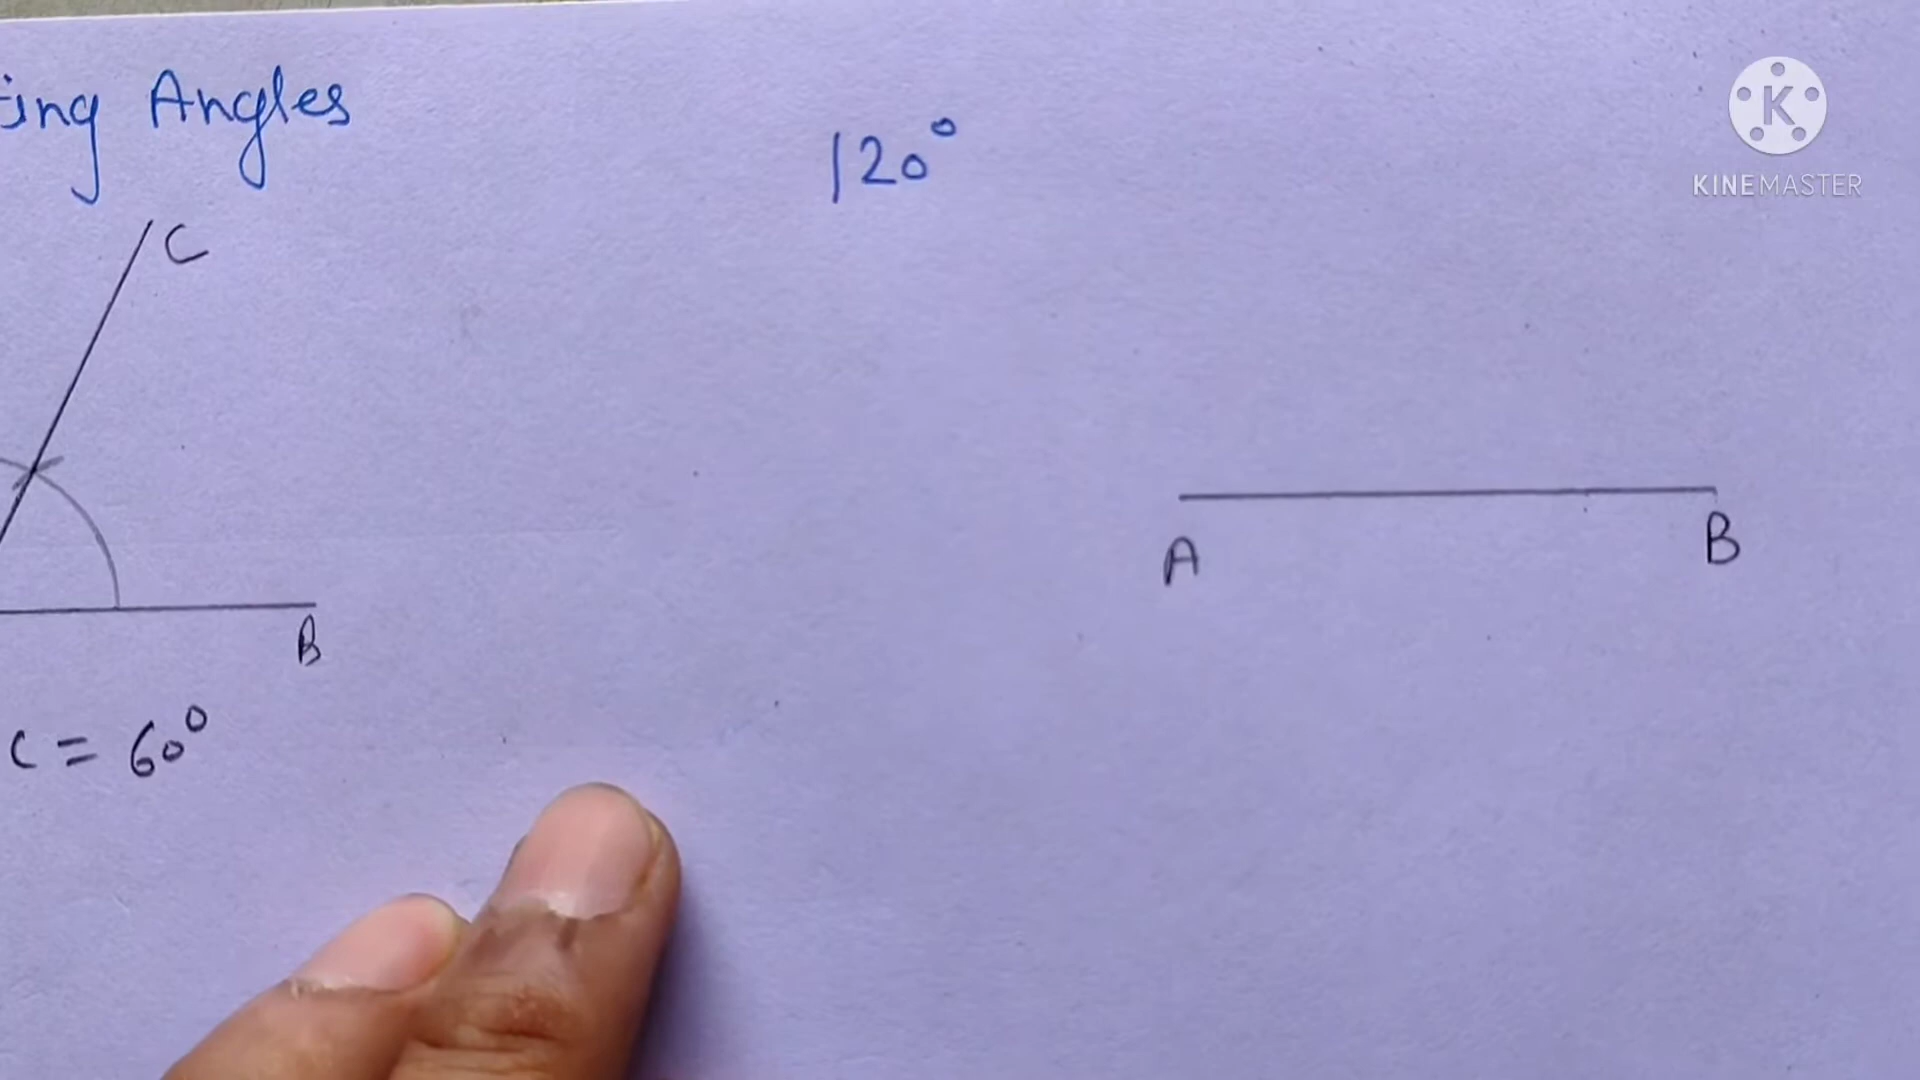 ing Angles
120°
C
A B
B
C = 60°
KINEMASTER